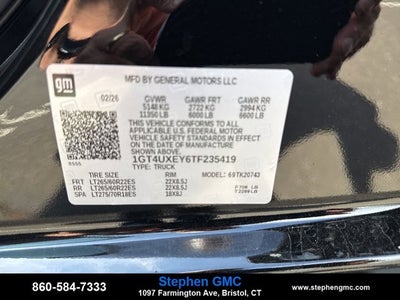 gm
MFD BY GENERAL MOTORS LLC
02/26
GVWR GAWR FRT GAWR RR
5148 KG 2722 KG 2994 KG
11350 LB 6000 LB 6600 LB
THIS VEHICLE CONFORMS TO ALL
APPLICABLE U.S. FEDERAL MOTOR
VEHICLE SAFETY STANDARDS IN EFFECT
ON THE DATE OF MANUFACTURE SHOWN ABOVE.
1GT4UXEY6TF235419
TYPE: TRUCK
MODEL: 69TK20743
TIRE SIZE RIM
FRT LT265/60R22ES 22X8.5J
RR LT265/60R22ES 22X8.5J
SPA LT275/70R18ES 18X8J
Stephen GMC
860-584-7333
1097 Farmington Ave, Bristol, CT
www.stephengmc.com